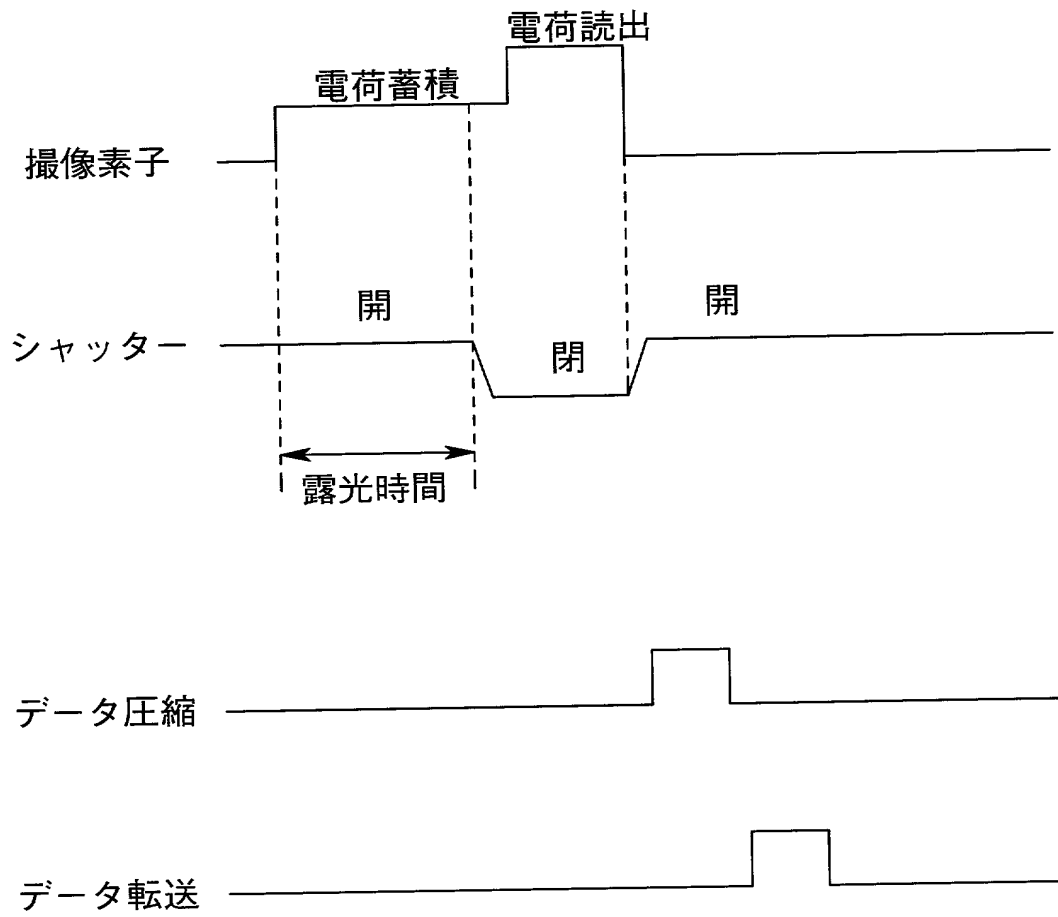 電荷読出
電荷蓄積
撮像素子
開
開
シャッター
閉
露光時間
データ圧縮
データ転送